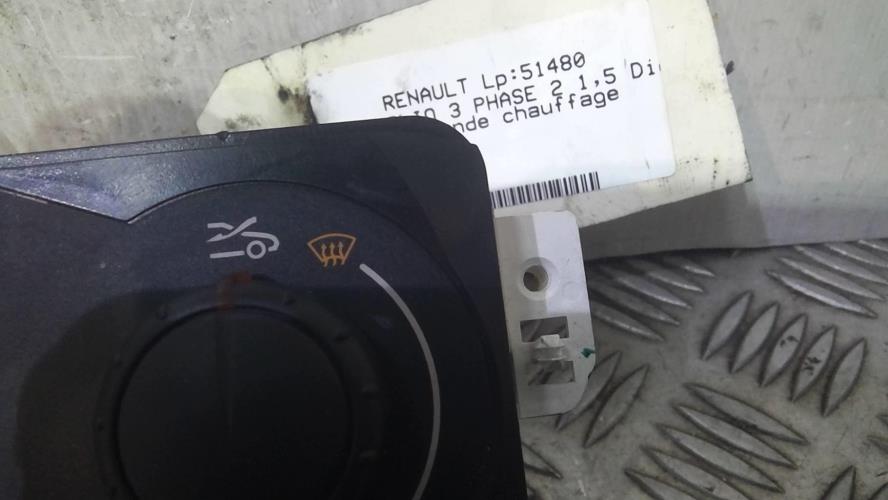 RENAULT Lp:51480
3 PHASE 2 1,5
chauffage